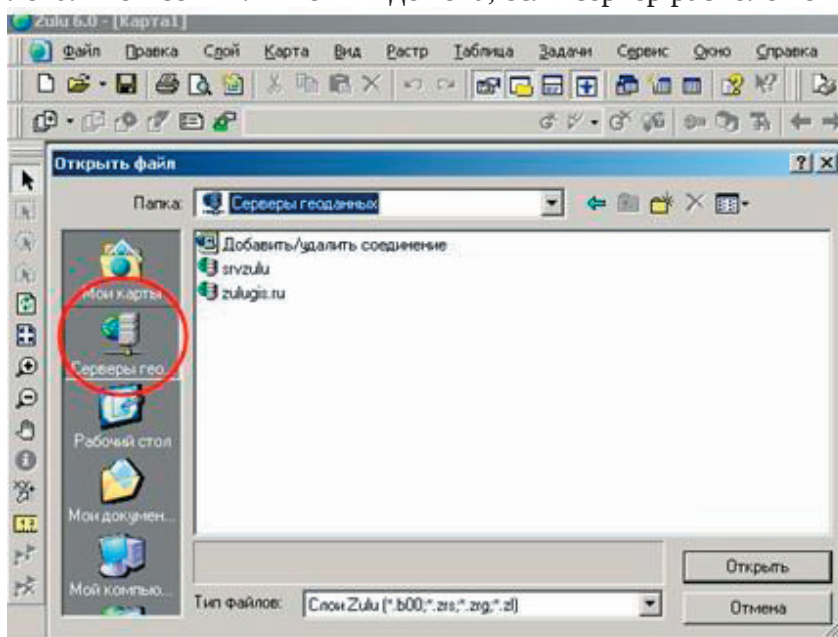 Zulu 6.0 - [Карта1]
Файл Правка Слой Карта Вид Растр Таблица Задачи Сервис Окно Справка
Открыть файл
Папка: Серверы геоданных
Добавить/удалить соединение
srvzulu
zulugis.ru
Мои карты
Серверы гео...
Рабочий стол
Мои докумен...
Мой компью...
Открыть
Тип файлов: Слои Zulu (*.b00;*.zrs;*.zrg;*.zl)
Отмена